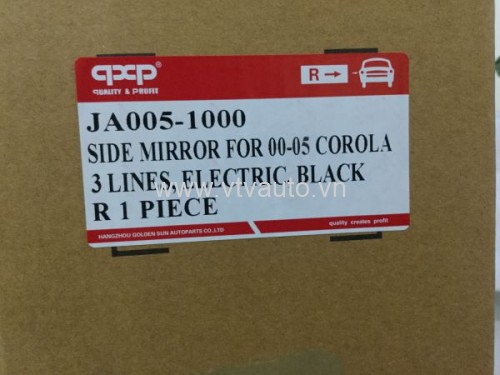 qxp
QUALITY & PROFIT
R →
JA005-1000
SIDE MIRROR FOR 00-05 COROLA
3 LINES, ELECTRIC, BLACK
www.vtvauto.vn
R 1 PIECE
HANGZHOU GOLDEN SUN AUTOPARTS CO.,LTD
quality creates profit